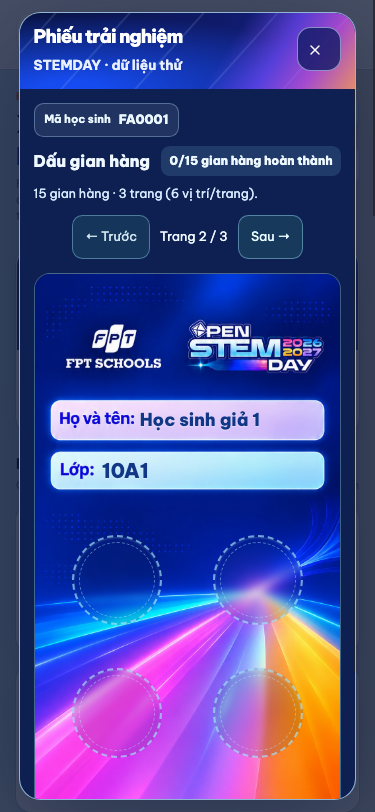 Phiếu trải nghiệm
STEMDAY · dữ liệu thử
×
Mã học sinh FA0001
Dấu gian hàng 0/15 gian hàng hoàn thành
15 gian hàng · 3 trang (6 vị trí/trang).
← Trước Trang 2 / 3 Sau →
FPT
FPT SCHOOLS
OPEN
STEM 2026
2027
DAY
Họ và tên: Học sinh giả 1
Lớp: 10A1